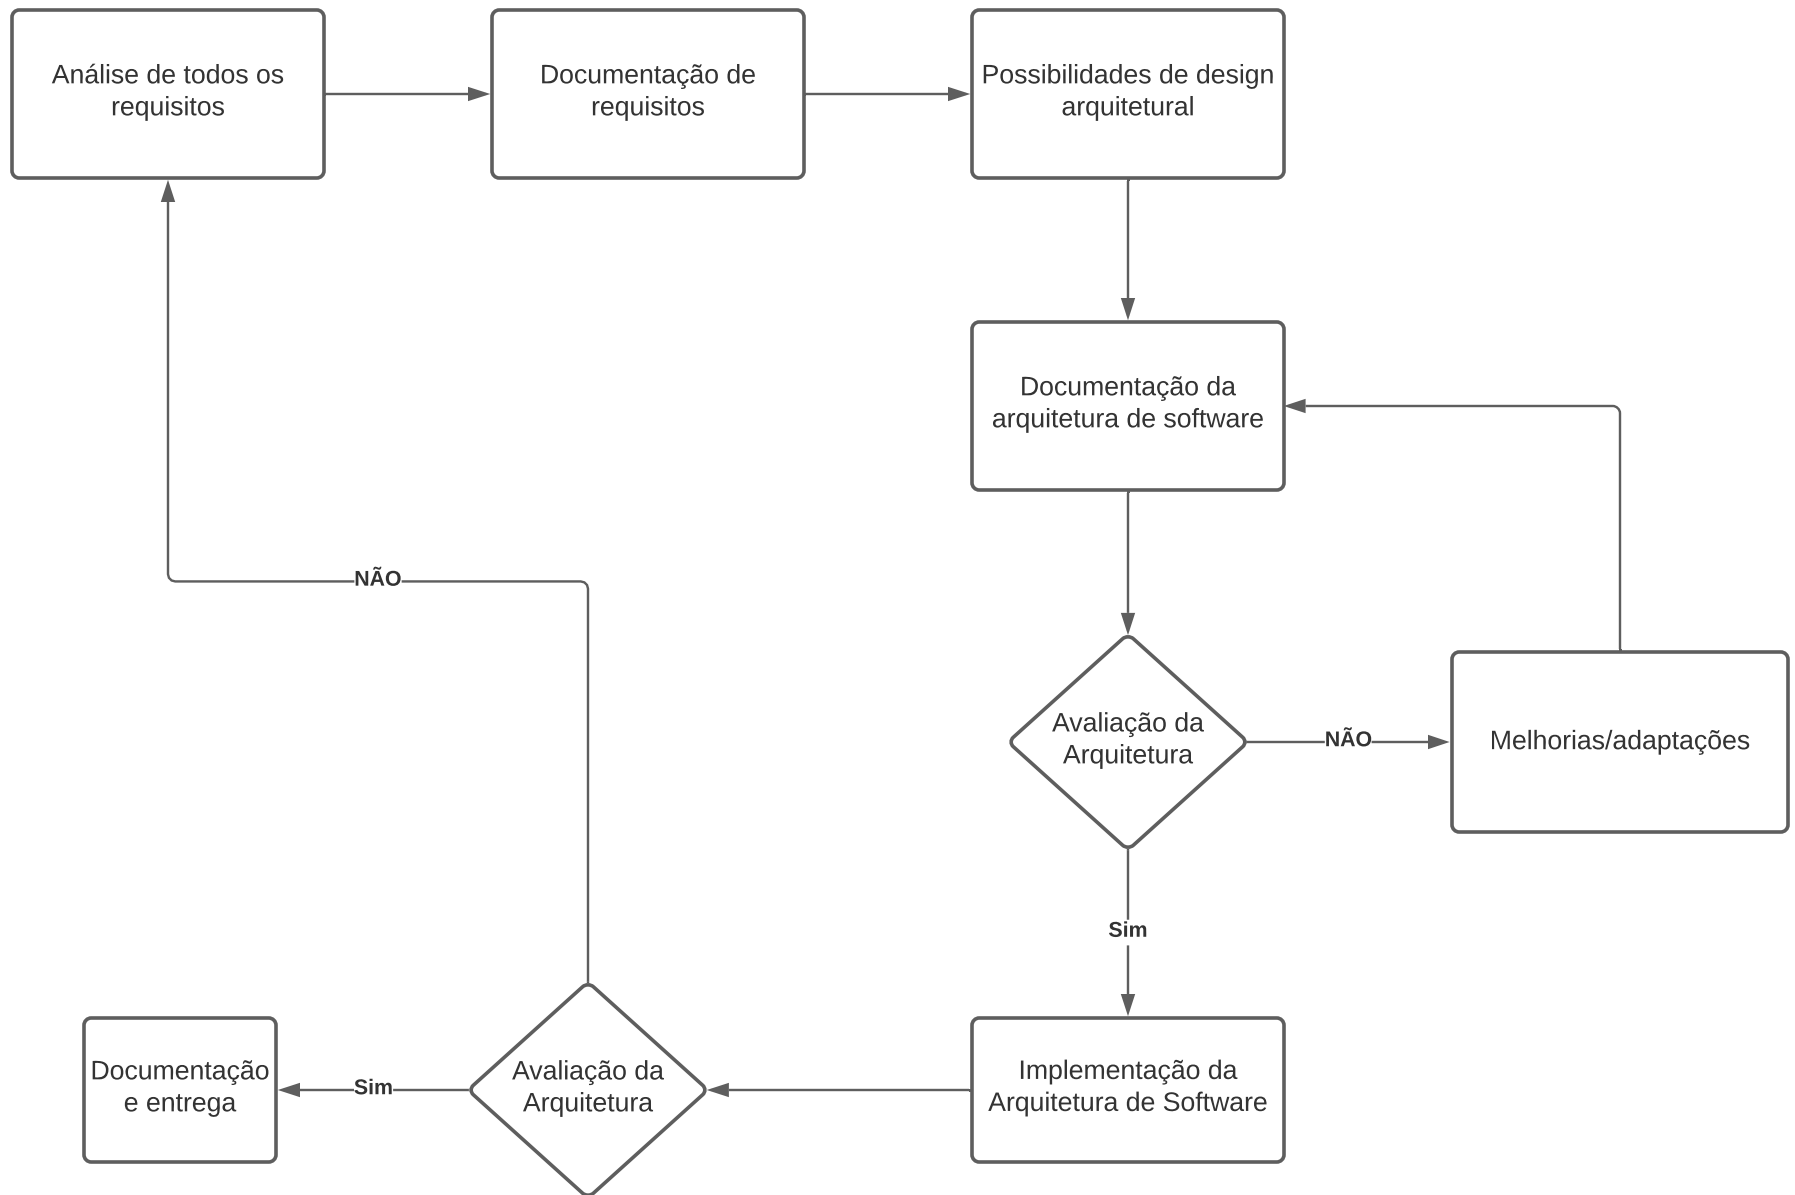 Análise de todos os
requisitos
Documentação de
requisitos
Possibilidades de design
arquitetural
Documentação da
arquitetura de software
NÃO
Avaliação da
Arquitetura
NÃO
Melhorias/adaptações
Sim
Documentação
e entrega
Sim
Avaliação da
Arquitetura
Implementação da
Arquitetura de Software